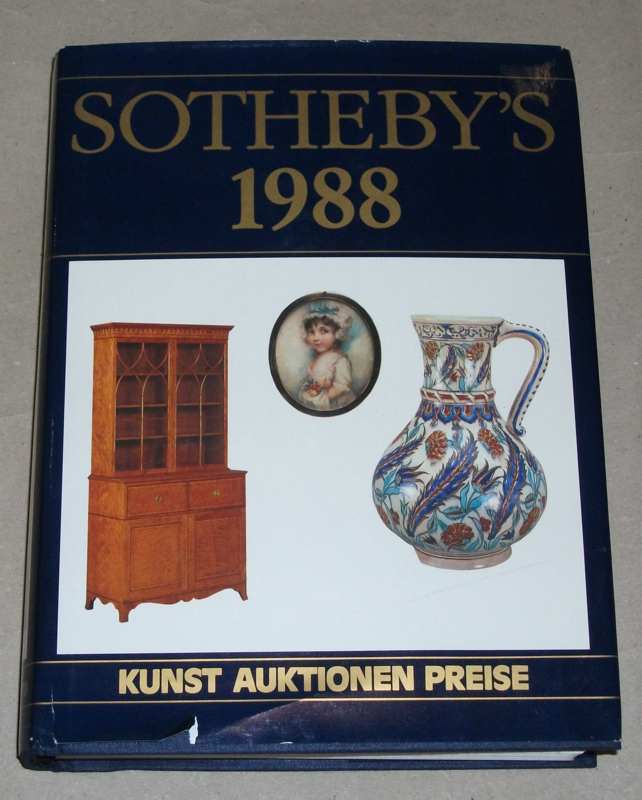 SOTHEBY'S
1988
KUNST AUKTIONEN PREISE